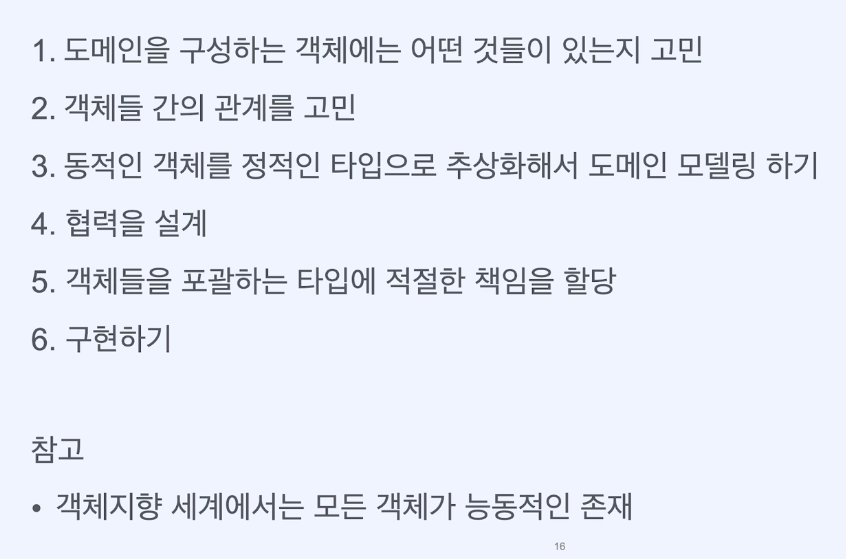 1. 도메인을 구성하는 객체에는 어떤 것들이 있는지 고민
2. 객체들 간의 관계를 고민
3. 동적인 객체를 정적인 타입으로 추상화해서 도메인 모델링 하기
4. 협력을 설계
5. 객체들을 포괄하는 타입에 적절한 책임을 할당
6. 구현하기
참고
• 객체지향 세계에서는 모든 객체가 능동적인 존재
16